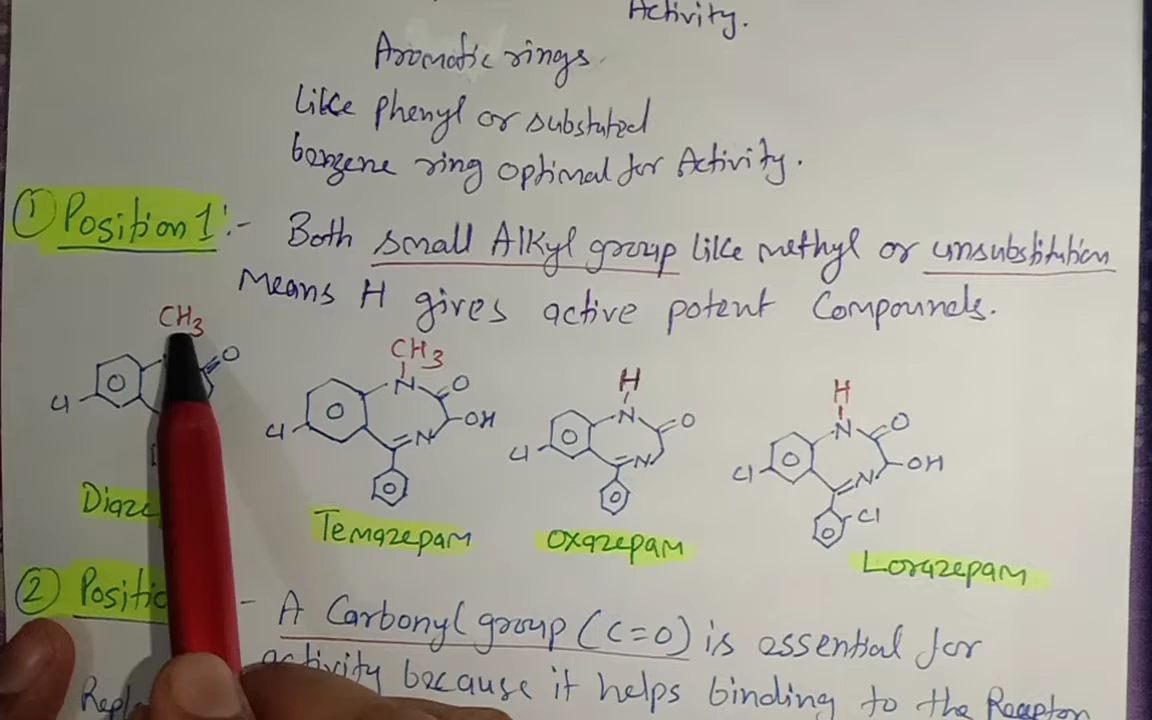 Activity.
Aromatic rings
like phenyl or substuted
benzene ring optimal for Activity.
① Position 1 :- Both small Alkyl group like methyl or unsubstitution
Means H gives active potent Compounds.
CH3 O Cl
CH3 N O OH N Cl
H N O N Cl
H N O OH N Cl Cl
Temazepam Oxazepam Lorazepam
② - A Carbonyl group (C=O) is essential for
activity because it helps binding to the Receptor